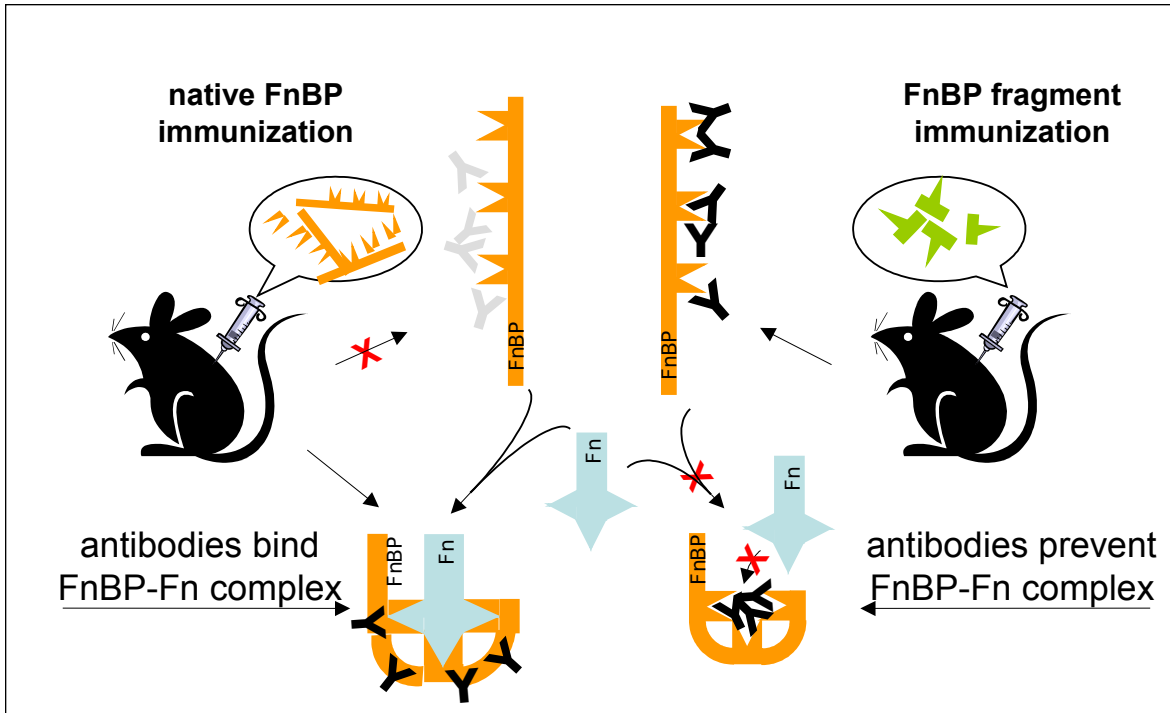 native FnBP
immunization
FnBP fragment
immunization
FnBP
FnBP
Fn
Fn
FnBP
Fn
FnBP
antibodies bind
FnBP-Fn complex
antibodies prevent
FnBP-Fn complex